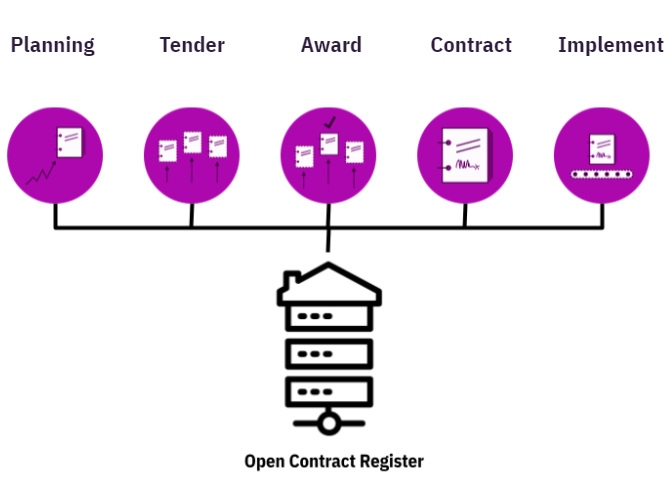 Planning Tender Award Contract Implement
Open Contract Register